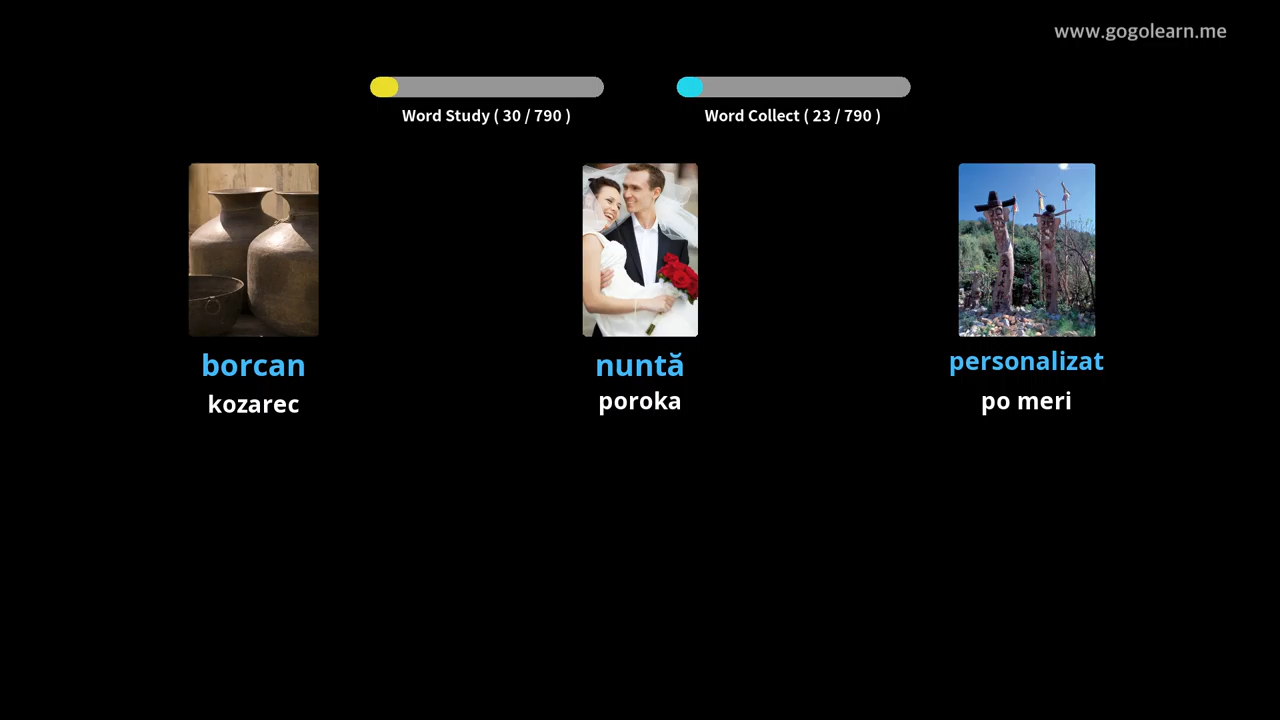 www.gogolearn.me
Word Study ( 30 / 790 )
Word Collect ( 23 / 790 )
borcan
kozarec
nuntă
poroka
personalizat
po meri